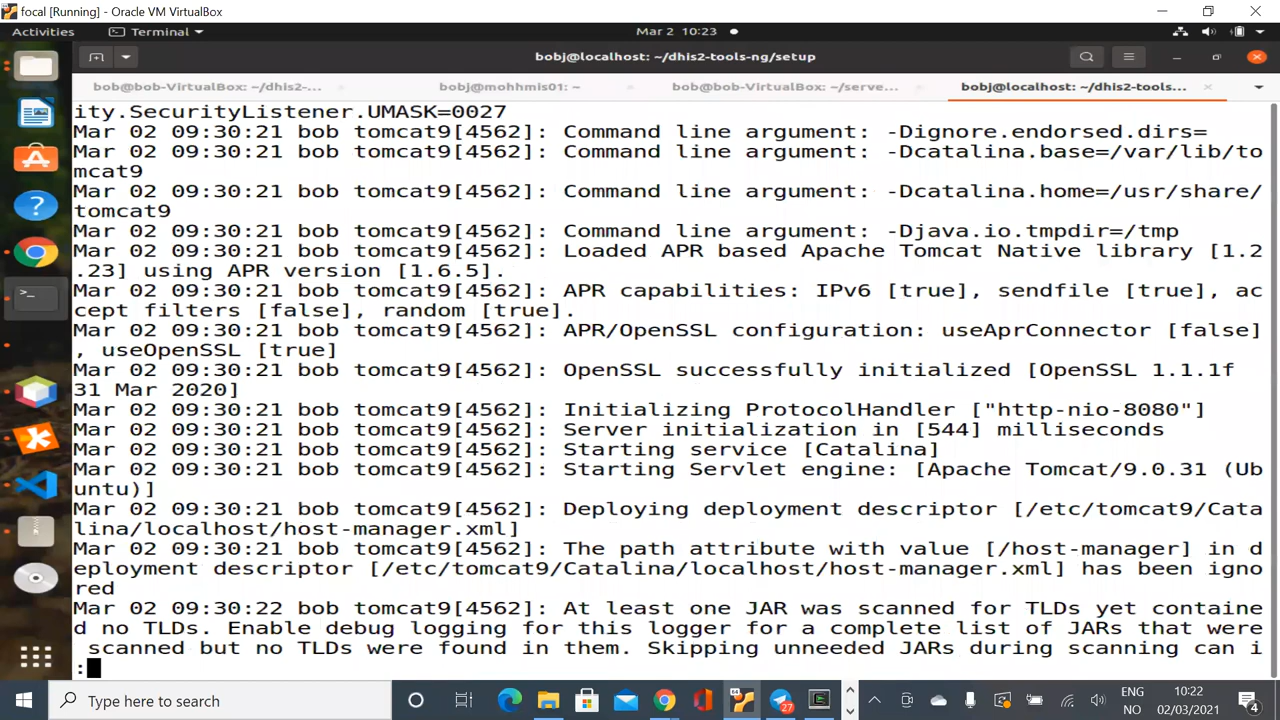 focal [Running] - Oracle VM VirtualBox
Activities
Terminal
Mar 2 10:23
bobj@localhost: ~/dhis2-tools-ng/setup
bob@bob-VirtualBox: ~/dhis2-...
bobj@mohhmis01: ~
bob@bob-VirtualBox: ~/serve...
bobj@localhost: ~/dhis2-tools...
ity.SecurityListener.UMASK=0027
Mar 02 09:30:21 bob tomcat9[4562]: Command line argument: -Dignore.endorsed.dirs=
Mar 02 09:30:21 bob tomcat9[4562]: Command line argument: -Dcatalina.base=/var/lib/to
mcat9
Mar 02 09:30:21 bob tomcat9[4562]: Command line argument: -Dcatalina.home=/usr/share/
tomcat9
Mar 02 09:30:21 bob tomcat9[4562]: Command line argument: -Djava.io.tmpdir=/tmp
Mar 02 09:30:21 bob tomcat9[4562]: Loaded APR based Apache Tomcat Native library [1.2
.23] using APR version [1.6.5].
Mar 02 09:30:21 bob tomcat9[4562]: APR capabilities: IPv6 [true], sendfile [true], ac
cept filters [false], random [true].
Mar 02 09:30:21 bob tomcat9[4562]: APR/OpenSSL configuration: useAprConnector [false]
, useOpenSSL [true]
Mar 02 09:30:21 bob tomcat9[4562]: OpenSSL successfully initialized [OpenSSL 1.1.1f
31 Mar 2020]
Mar 02 09:30:21 bob tomcat9[4562]: Initializing ProtocolHandler ["http-nio-8080"]
Mar 02 09:30:21 bob tomcat9[4562]: Server initialization in [544] milliseconds
Mar 02 09:30:21 bob tomcat9[4562]: Starting service [Catalina]
Mar 02 09:30:21 bob tomcat9[4562]: Starting Servlet engine: [Apache Tomcat/9.0.31 (Ub
untu)]
Mar 02 09:30:21 bob tomcat9[4562]: Deploying deployment descriptor [/etc/tomcat9/Cata
lina/localhost/host-manager.xml]
Mar 02 09:30:21 bob tomcat9[4562]: The path attribute with value [/host-manager] in d
eployment descriptor [/etc/tomcat9/Catalina/localhost/host-manager.xml] has been igno
red
Mar 02 09:30:22 bob tomcat9[4562]: At least one JAR was scanned for TLDs yet containe
d no TLDs. Enable debug logging for this logger for a complete list of JARs that were
scanned but no TLDs were found in them. Skipping unneeded JARs during scanning can i
:
Type here to search
27
ENG
NO
10:22
02/03/2021
4